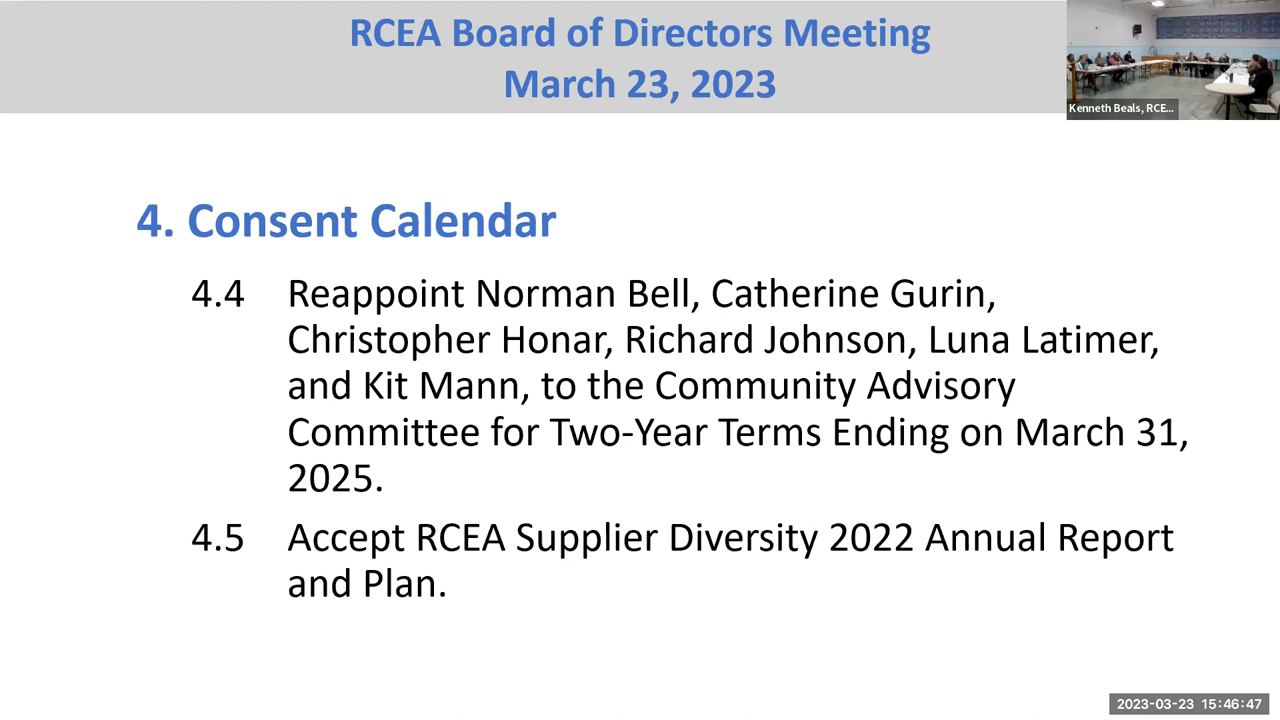 RCEA Board of Directors Meeting
March 23, 2023
Kenneth Beals, RCE...
4. Consent Calendar
4.4 Reappoint Norman Bell, Catherine Gurin,
Christopher Honar, Richard Johnson, Luna Latimer,
and Kit Mann, to the Community Advisory
Committee for Two-Year Terms Ending on March 31,
2025.
4.5 Accept RCEA Supplier Diversity 2022 Annual Report
and Plan.
2023-03-23 15:46:47